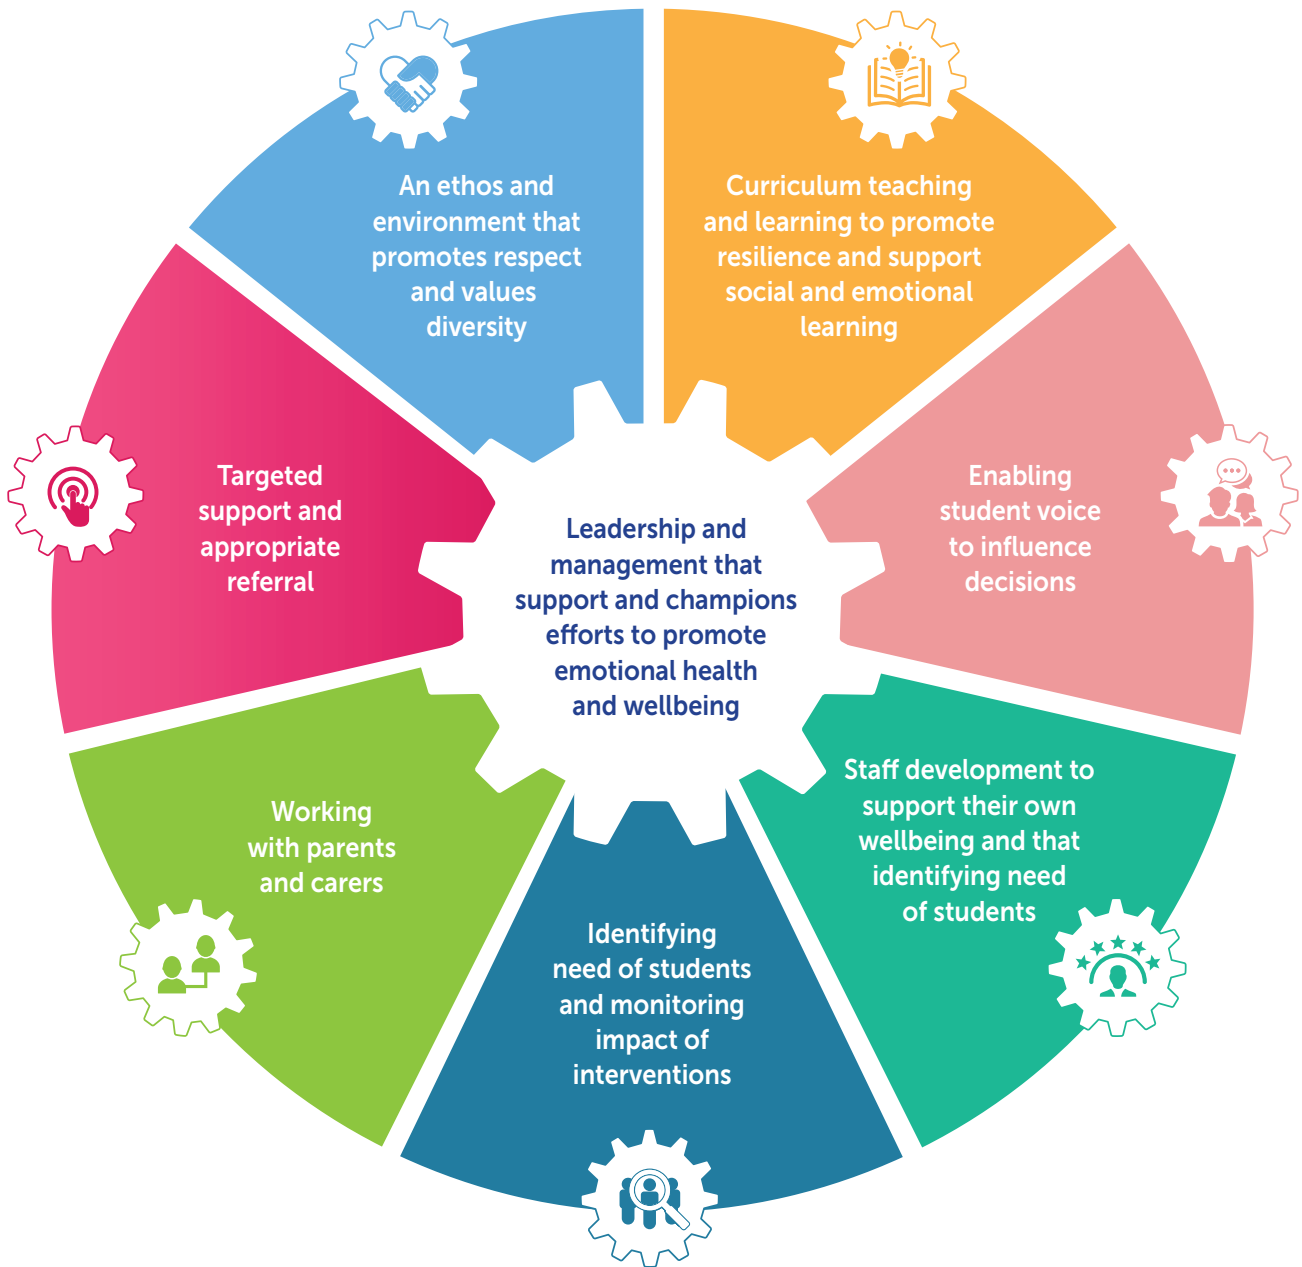 An ethos and
environment that
promotes respect
and values
diversity
Curriculum teaching
and learning to promote
resilience and support
social and emotional
learning
Enabling
student voice
to influence
decisions
Staff development to
support their own
wellbeing and that
identifying need
of students
Identifying
need of students
and monitoring
impact of
interventions
Working
with parents
and carers
Targeted
support and
appropriate
referral
Leadership and
management that
support and champions
efforts to promote
emotional health
and wellbeing